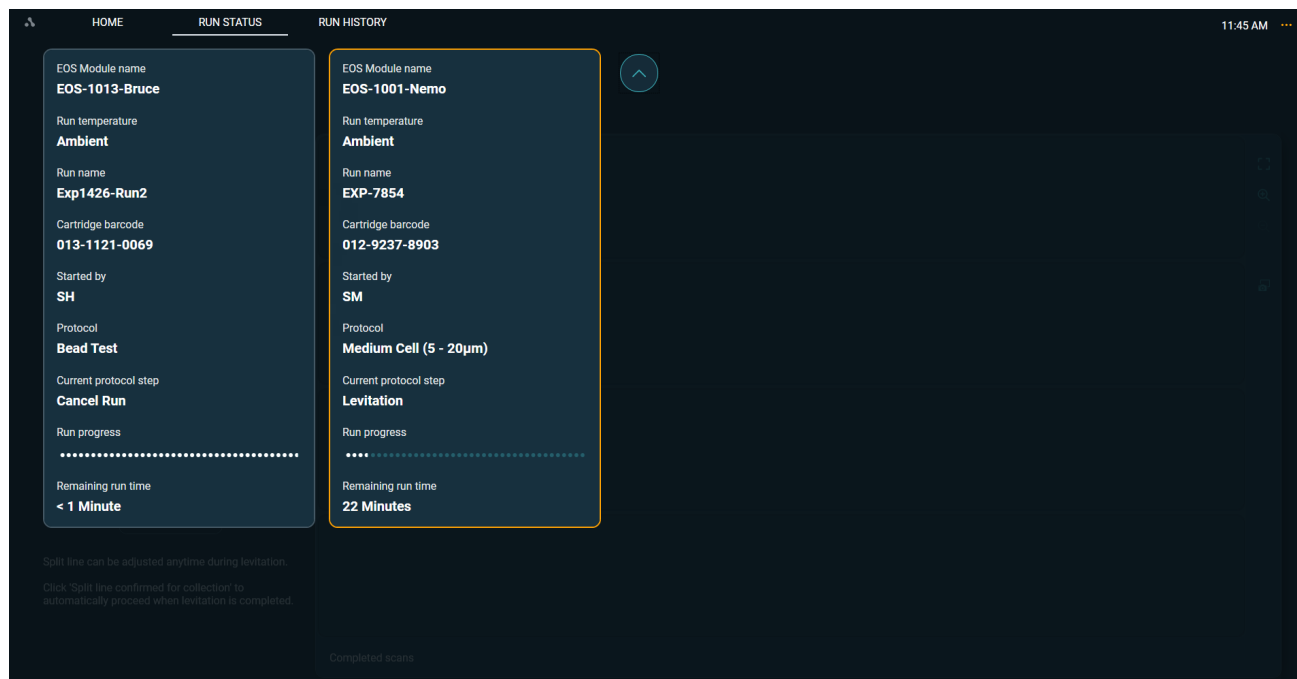 HOME RUN STATUS RUN HISTORY 11:45 AM
EOS Module name
EOS-1013-Bruce
Run temperature
Ambient
Run name
Exp1426-Run2
Cartridge barcode
013-1121-0069
Started by
SH
Protocol
Bead Test
Current protocol step
Cancel Run
Run progress
Remaining run time
< 1 Minute
EOS Module name
EOS-1001-Nemo
Run temperature
Ambient
Run name
EXP-7854
Cartridge barcode
012-9237-8903
Started by
SM
Protocol
Medium Cell (5 - 20µm)
Current protocol step
Levitation
Run progress
Remaining run time
22 Minutes
Split line can be adjusted anytime during levitation.
Click 'Split line confirmed for collection' to
automatically proceed when levitation is completed.
Completed scans